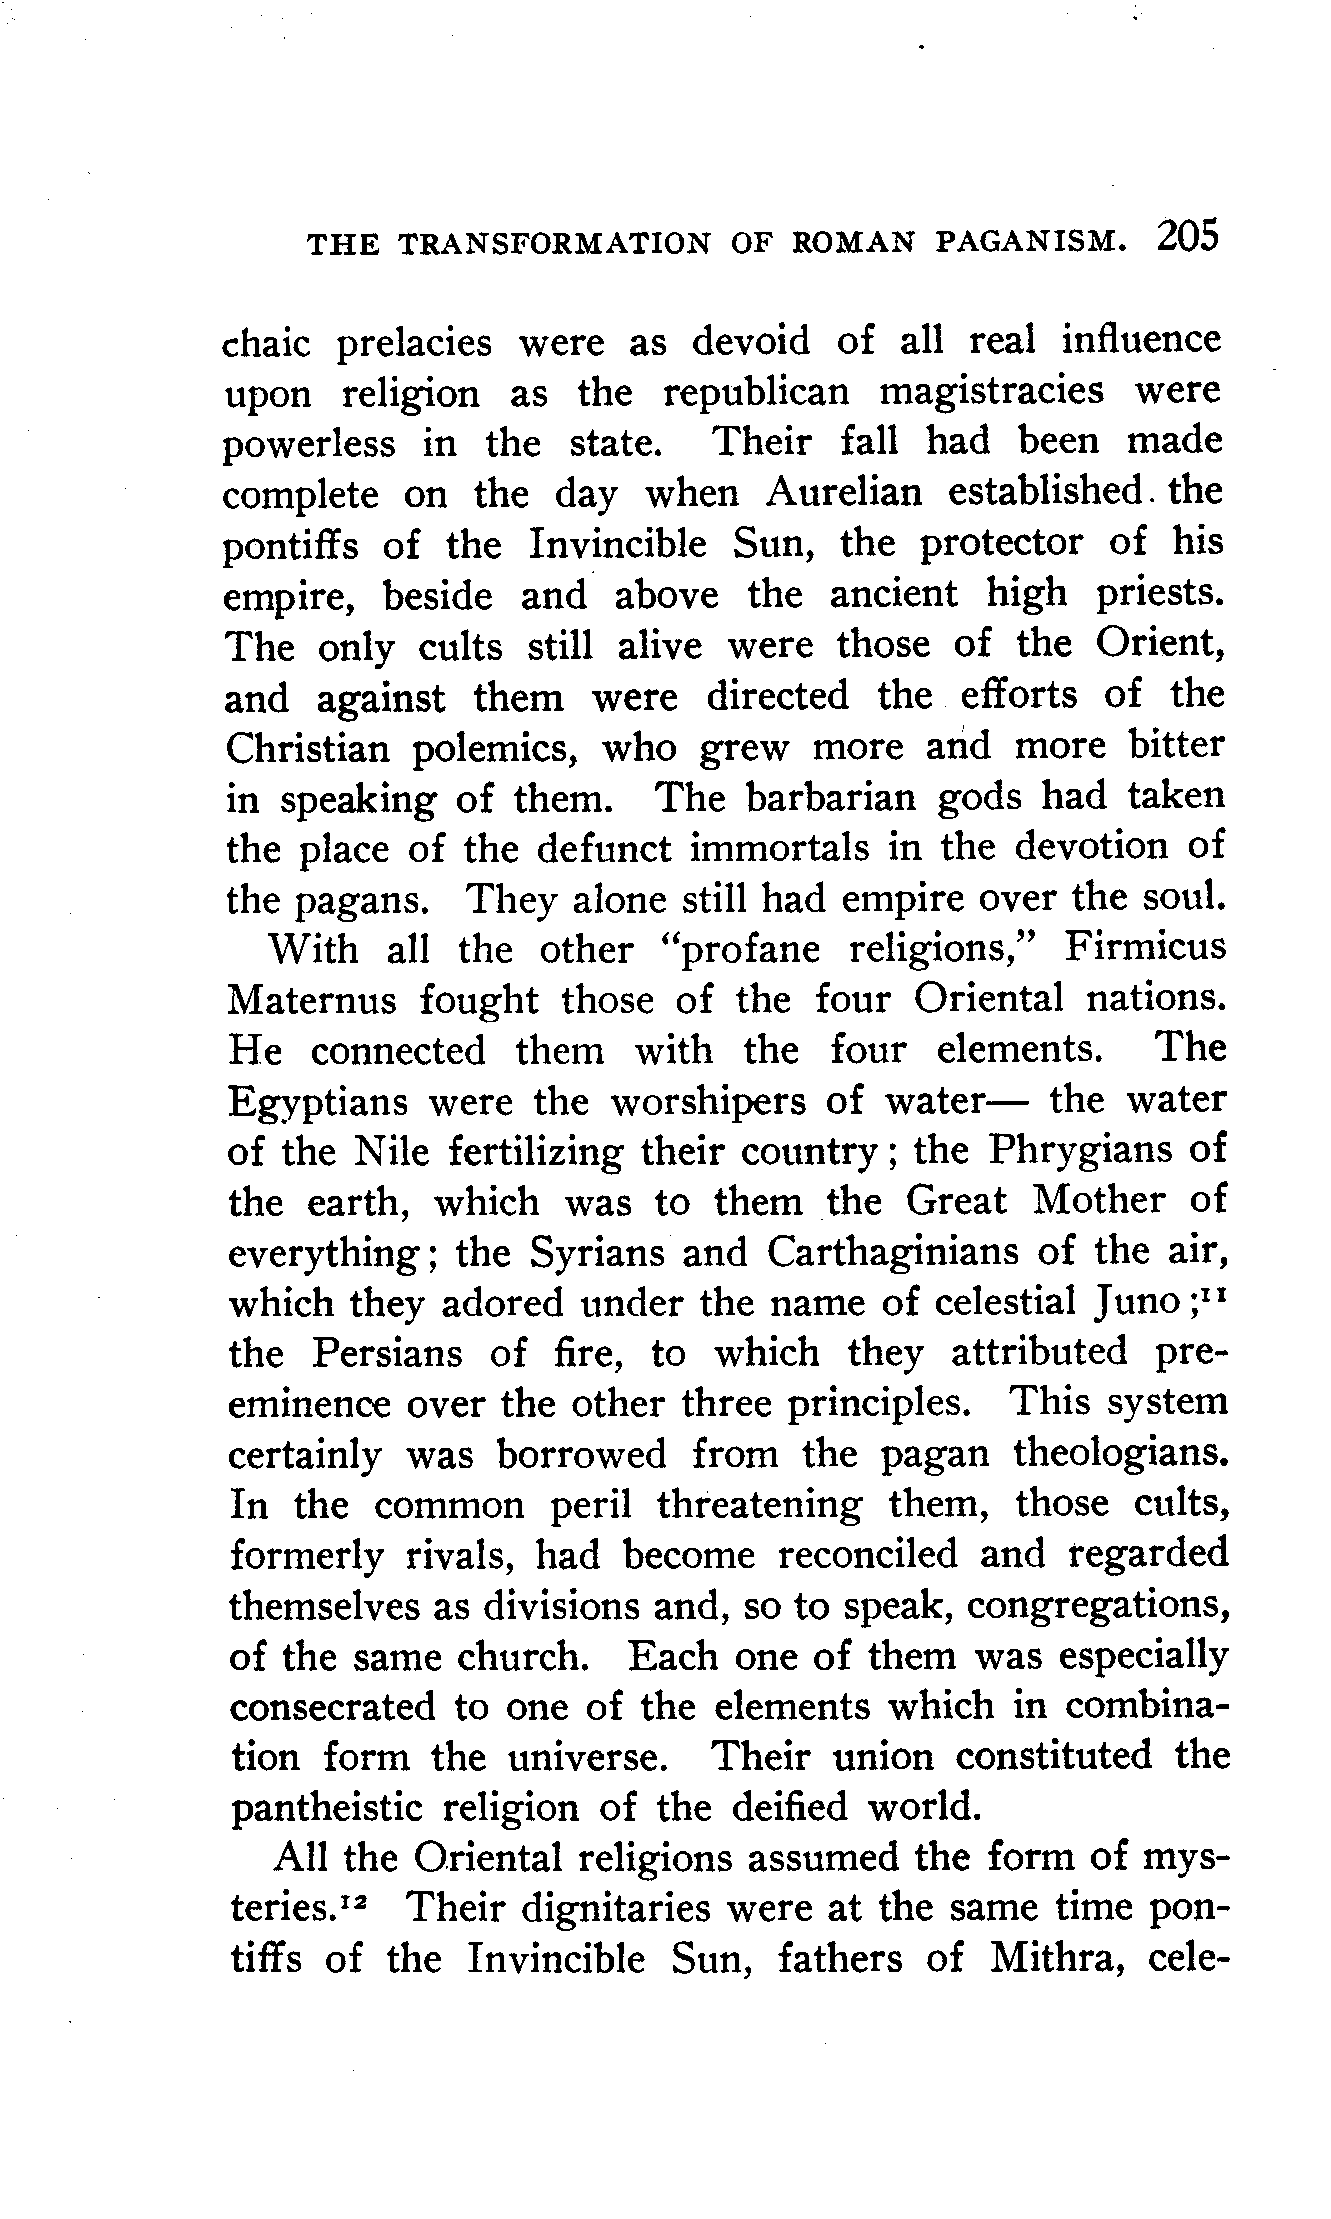 THE TRANSFORMATION OF ROMAN PAGANISM. 205
chaic prelacies were as devoid of all real influence
upon religion as the republican magistracies were
powerless in the state. Their fall had been made
complete on the day when Aurelian established. the
pontiffs of the Invincible Sun, the protector of his
empire, beside and above the ancient high priests.
The only cults still alive were those of the Orient,
and against them were directed the efforts of the
Christian polemics, who grew more and more bitter
in speaking of them. The barbarian gods had taken
the place of the defunct immortals in the devotion of
the pagans. They alone still had empire over the soul.
With all the other “profane religions,” Firmicus
Maternus fought those of the four Oriental nations.
He connected them with the four elements. The
Egyptians were the worshipers of water— the water
of the Nile fertilizing their country; the Phrygians of
the earth, which was to them the Great Mother of
everything; the Syrians and Carthaginians of the air,
which they adored under the name of celestial Juno;¹¹
the Persians of fire, to which they attributed pre-
eminence over the other three principles. This system
certainly was borrowed from the pagan theologians.
In the common peril threatening them, those cults,
formerly rivals, had become reconciled and regarded
themselves as divisions and, so to speak, congregations,
of the same church. Each one of them was especially
consecrated to one of the elements which in combina-
tion form the universe. Their union constituted the
pantheistic religion of the deified world.
All the Oriental religions assumed the form of mys-
teries.¹² Their dignitaries were at the same time pon-
tiffs of the Invincible Sun, fathers of Mithra, cele-